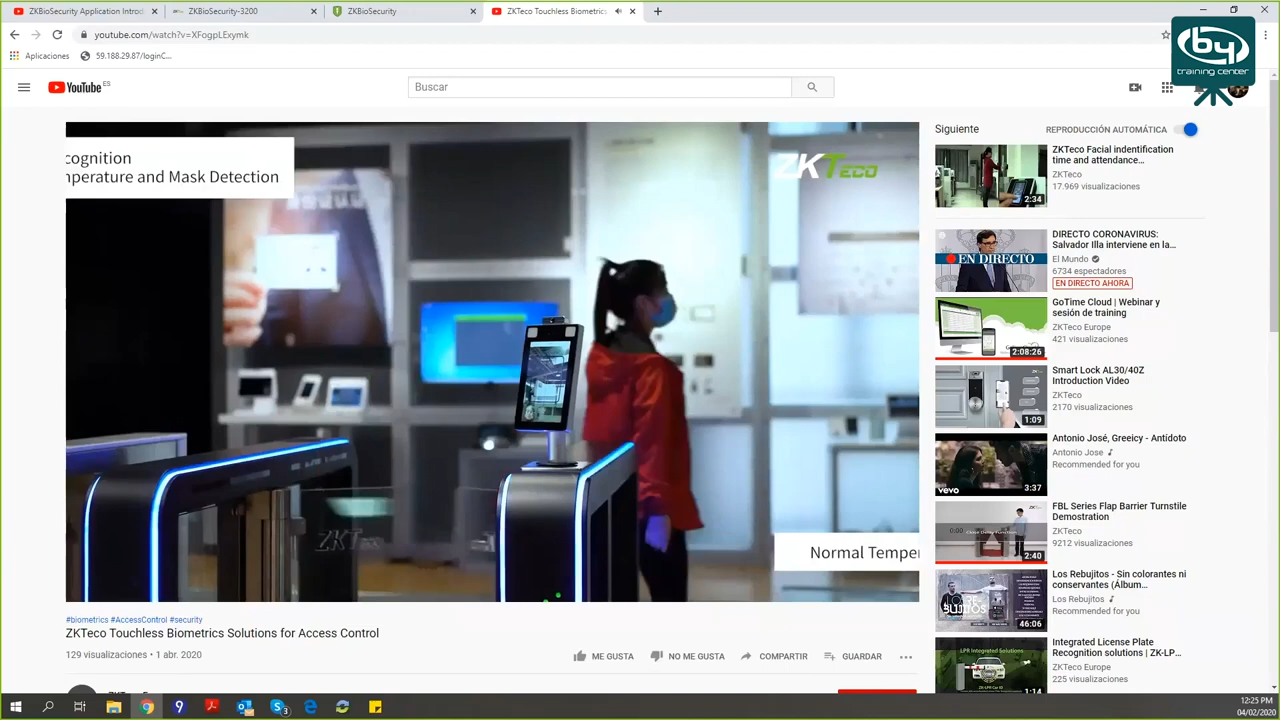 ZKBioSecurity Application Introd
ZKBioSecurity-3200
ZKBioSecurity
ZKTeco Touchless Biometrics
youtube.com/watch?v=XFogpLExymk
Aplicaciones
59.188.29.87/loginC...
by
training center
YouTube ES
Buscar
cognition
mperature and Mask Detection
ZKTeco
Normal Temper
#biometrics #AccessControl #security
129 visualizaciones • 1 abr. 2020
ME GUSTA
NO ME GUSTA
COMPARTIR
GUARDAR
Siguiente
REPRODUCCIÓN AUTOMÁTICA
ZKTeco Facial indentification
time and attendance...
ZKTeco
17.969 visualizaciones
2:34
DIRECTO CORONAVIRUS:
Salvador Illa interviene en la...
El Mundo
6734 espectadores
EN DIRECTO AHORA
EN DIRECTO
GoTime Cloud | Webinar y
sesión de training
ZKTeco Europe
421 visualizaciones
2:08:26
Smart Lock AL30/40Z
Introduction Video
ZKTeco
2170 visualizaciones
1:09
Antonio José, Greeicy - Antídoto
Antonio Jose
Recommended for you
vevo
3:37
FBL Series Flap Barrier Turnstile
Demostration
ZKTeco
9212 visualizaciones
0:00 Close Delay Function
2:40
Los Rebujitos - Sin colorantes ni
conservantes (Álbum...
Los Rebujitos
Recommended for you
46:06
Integrated License Plate
Recognition solutions | ZK-LP...
ZKTeco Europe
225 visualizaciones
LPR Integrated Solutions
1:14
12:25 PM
04/02/2020